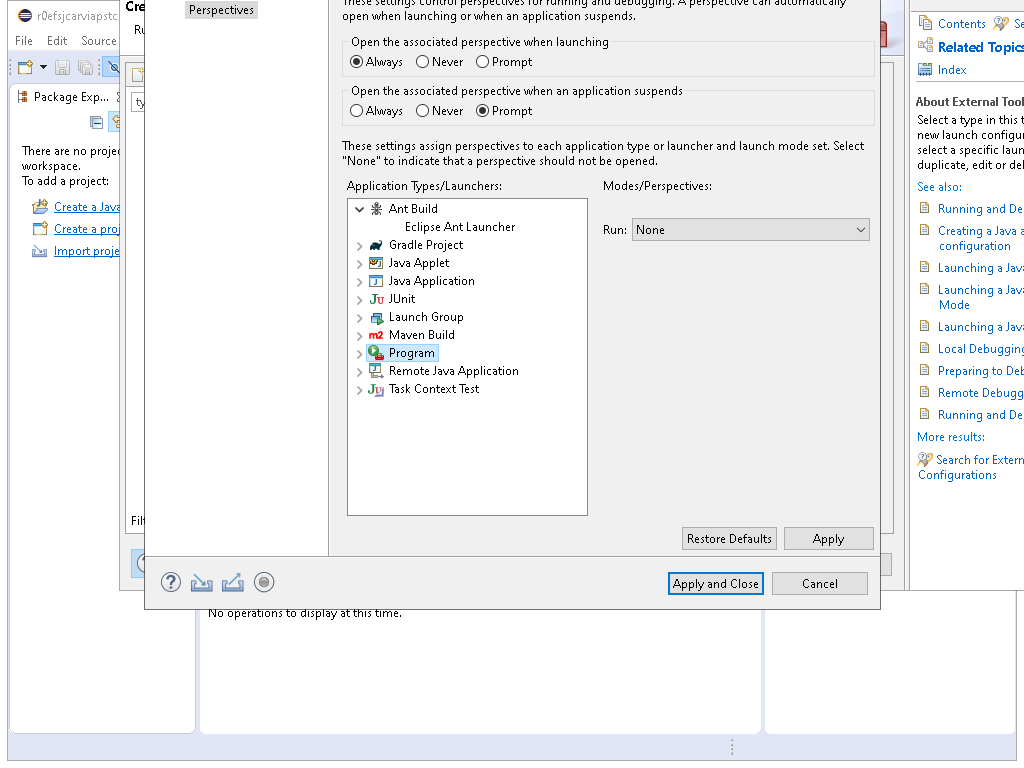 r0efsjcarviapstc
File Edit Source
Package Exp...
There are no proje
workspace.
To add a project:
Create a Java
Create a proj
Import proje
Cre
Ru
ty
Filt
Perspectives
These settings control perspectives for running and debugging. A perspective can automatically
open when launching or when an application suspends.
Open the associated perspective when launching
Always Never Prompt
Open the associated perspective when an application suspends
Always Never Prompt
These settings assign perspectives to each application type or launcher and launch mode set. Select
"None" to indicate that a perspective should not be opened.
Application Types/Launchers:
Modes/Perspectives:
Ant Build
Eclipse Ant Launcher
Gradle Project
Java Applet
Java Application
JUnit
Launch Group
Maven Build
Program
Remote Java Application
Task Context Test
Run: None
Restore Defaults Apply
Apply and Close Cancel
No operations to display at this time.
Contents Se
Related Topics
Index
About External Tool
Select a type in this t
new launch configur
select a specific laun
duplicate, edit or del
See also:
Running and De
Creating a Java a
configuration
Launching a Java
Launching a Java
Mode
Launching a Java
Local Debugging
Preparing to Deb
Remote Debugg
Running and De
More results:
Search for Extern
Configurations